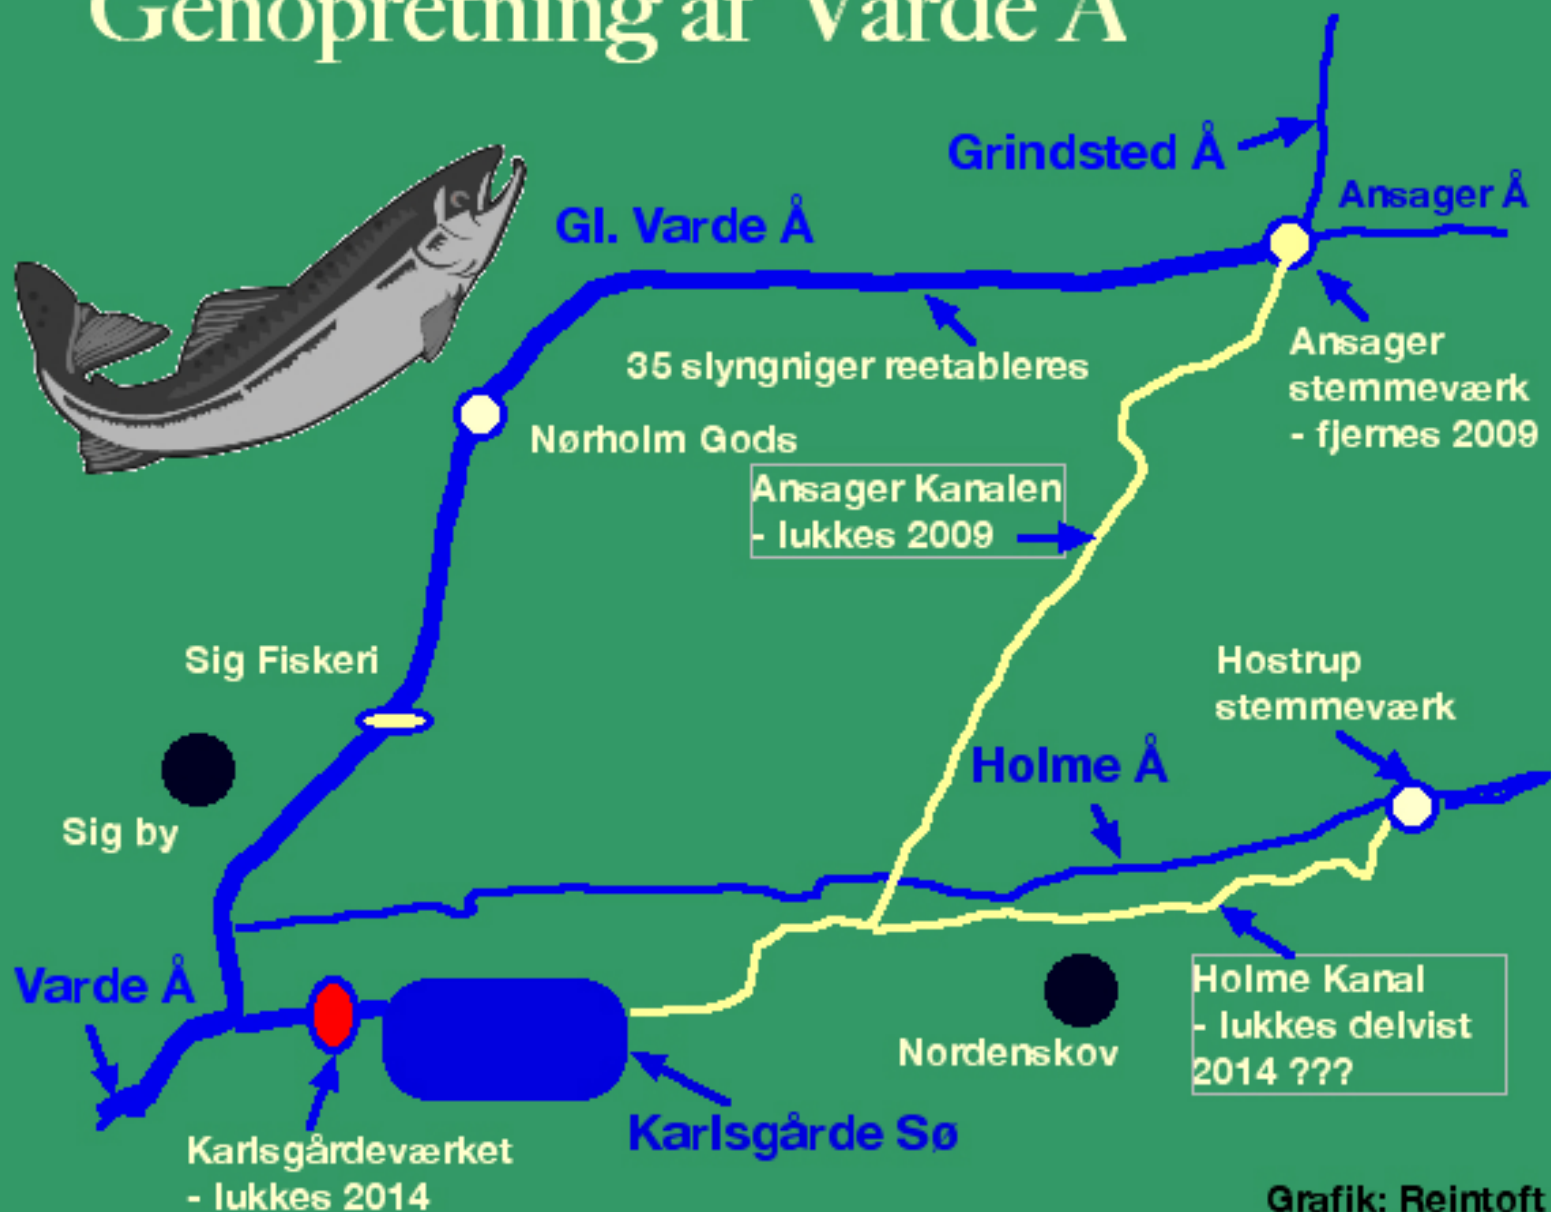 Genopretning af Varde Å
Grindsted Å
Ansager Å
Gl. Varde Å
35 slyngniger reetableres
Ansager
stemmeværk
- fjernes 2009
Nørholm Gods
Ansager Kanalen
- lukkes 2009
Sig Fiskeri
Hostrup
stemmeværk
Holme Å
Sig by
Varde Å
Holme Kanal
- lukkes delvist
2014 ???
Nordenskov
Karlsgårde Sø
Karlsgårdeværket
- lukkes 2014
Grafik: Reintoft